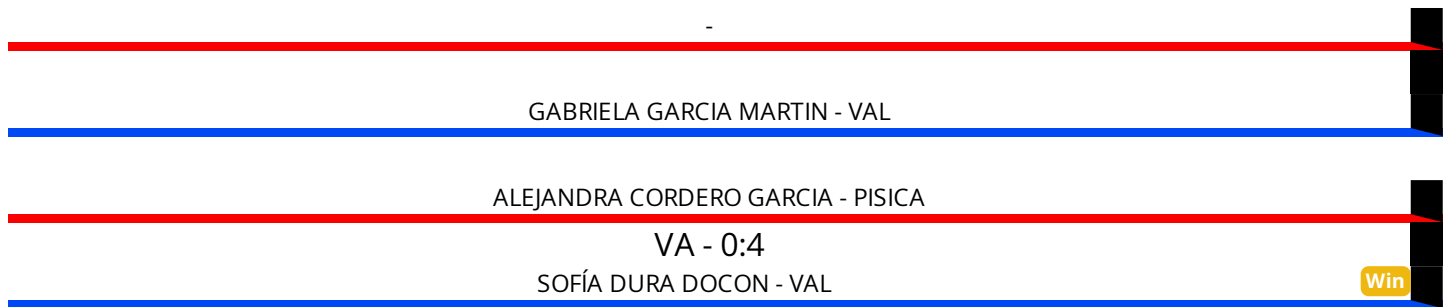 -
GABRIELA GARCIA MARTIN - VAL
ALEJANDRA CORDERO GARCIA - PISICA
VA - 0:4
SOFÍA DURA DOCON - VAL
Win